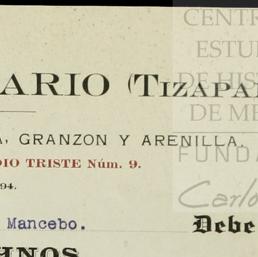 CENTR
ESTU
DE HIS
DE ME
FUNDA
Carlo
ARIO (TIZAPA
A, GRANZON Y ARENILLA.
DIO TRISTE Núm. 9.
94.
Mancebo.
Debe